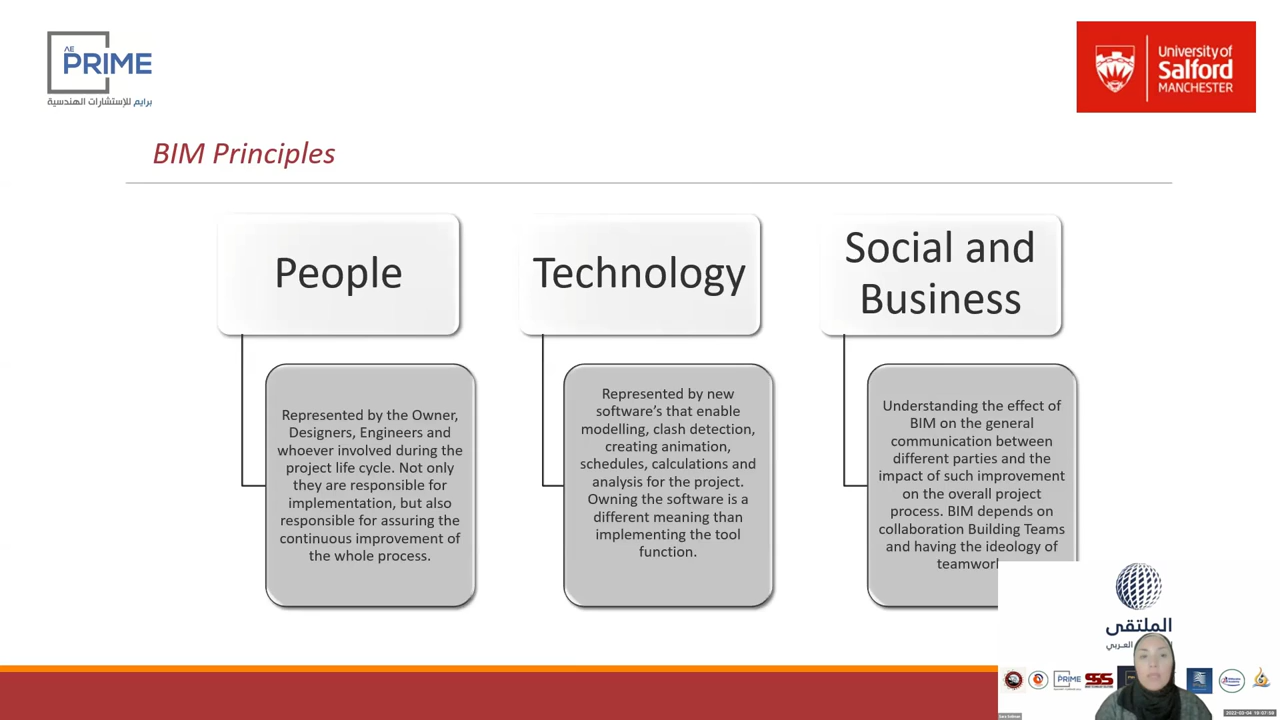 AE
PRIME
برايم للإستشارات الهندسية
University of
Salford
MANCHESTER
BIM Principles
People
Technology
Social and
Business
Represented by the Owner,
Designers, Engineers and
whoever involved during the
project life cycle. Not only
they are responsible for
implementation, but also
responsible for assuring the
continuous improvement of
the whole process.
Represented by new
software's that enable
modelling, clash detection,
creating animation,
schedules, calculations and
analysis for the project.
Owning the software is a
different meaning than
implementing the tool
function.
Understanding the effect of
BIM on the general
communication between
different parties and the
impact of such improvement
on the overall project
process. BIM depends on
collaboration Building Teams
and having the ideology of
teamwork
الملتقى
العربي
PRIME
SGS